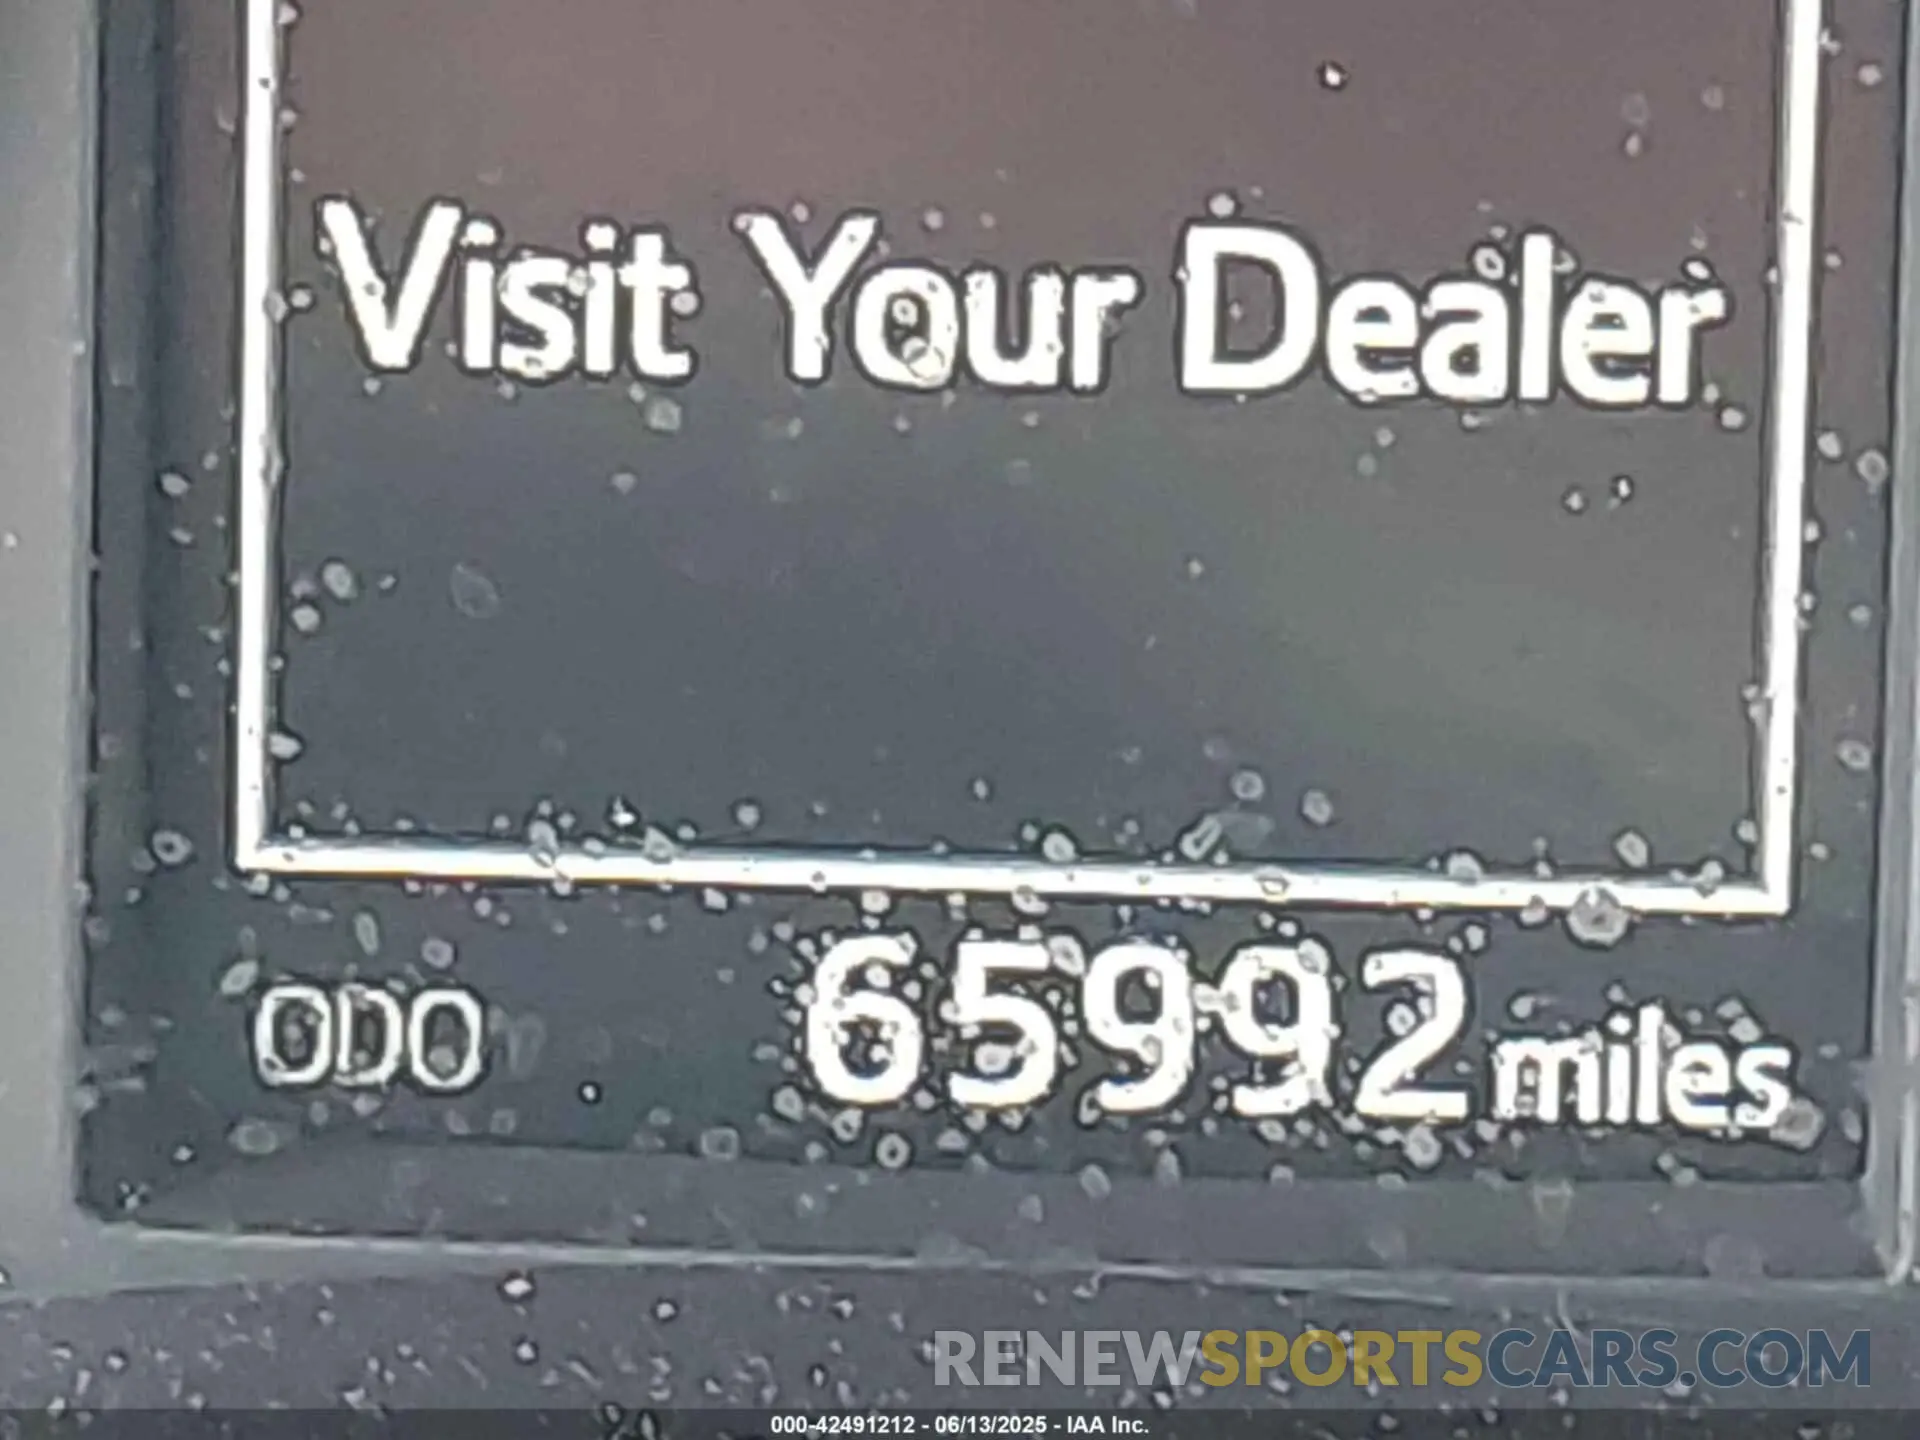 Visit Your Dealer
ODO 65992 miles
RENEWSPORTSCARS.COM
000-42491212 - 06/13/2025 - IAA Inc.